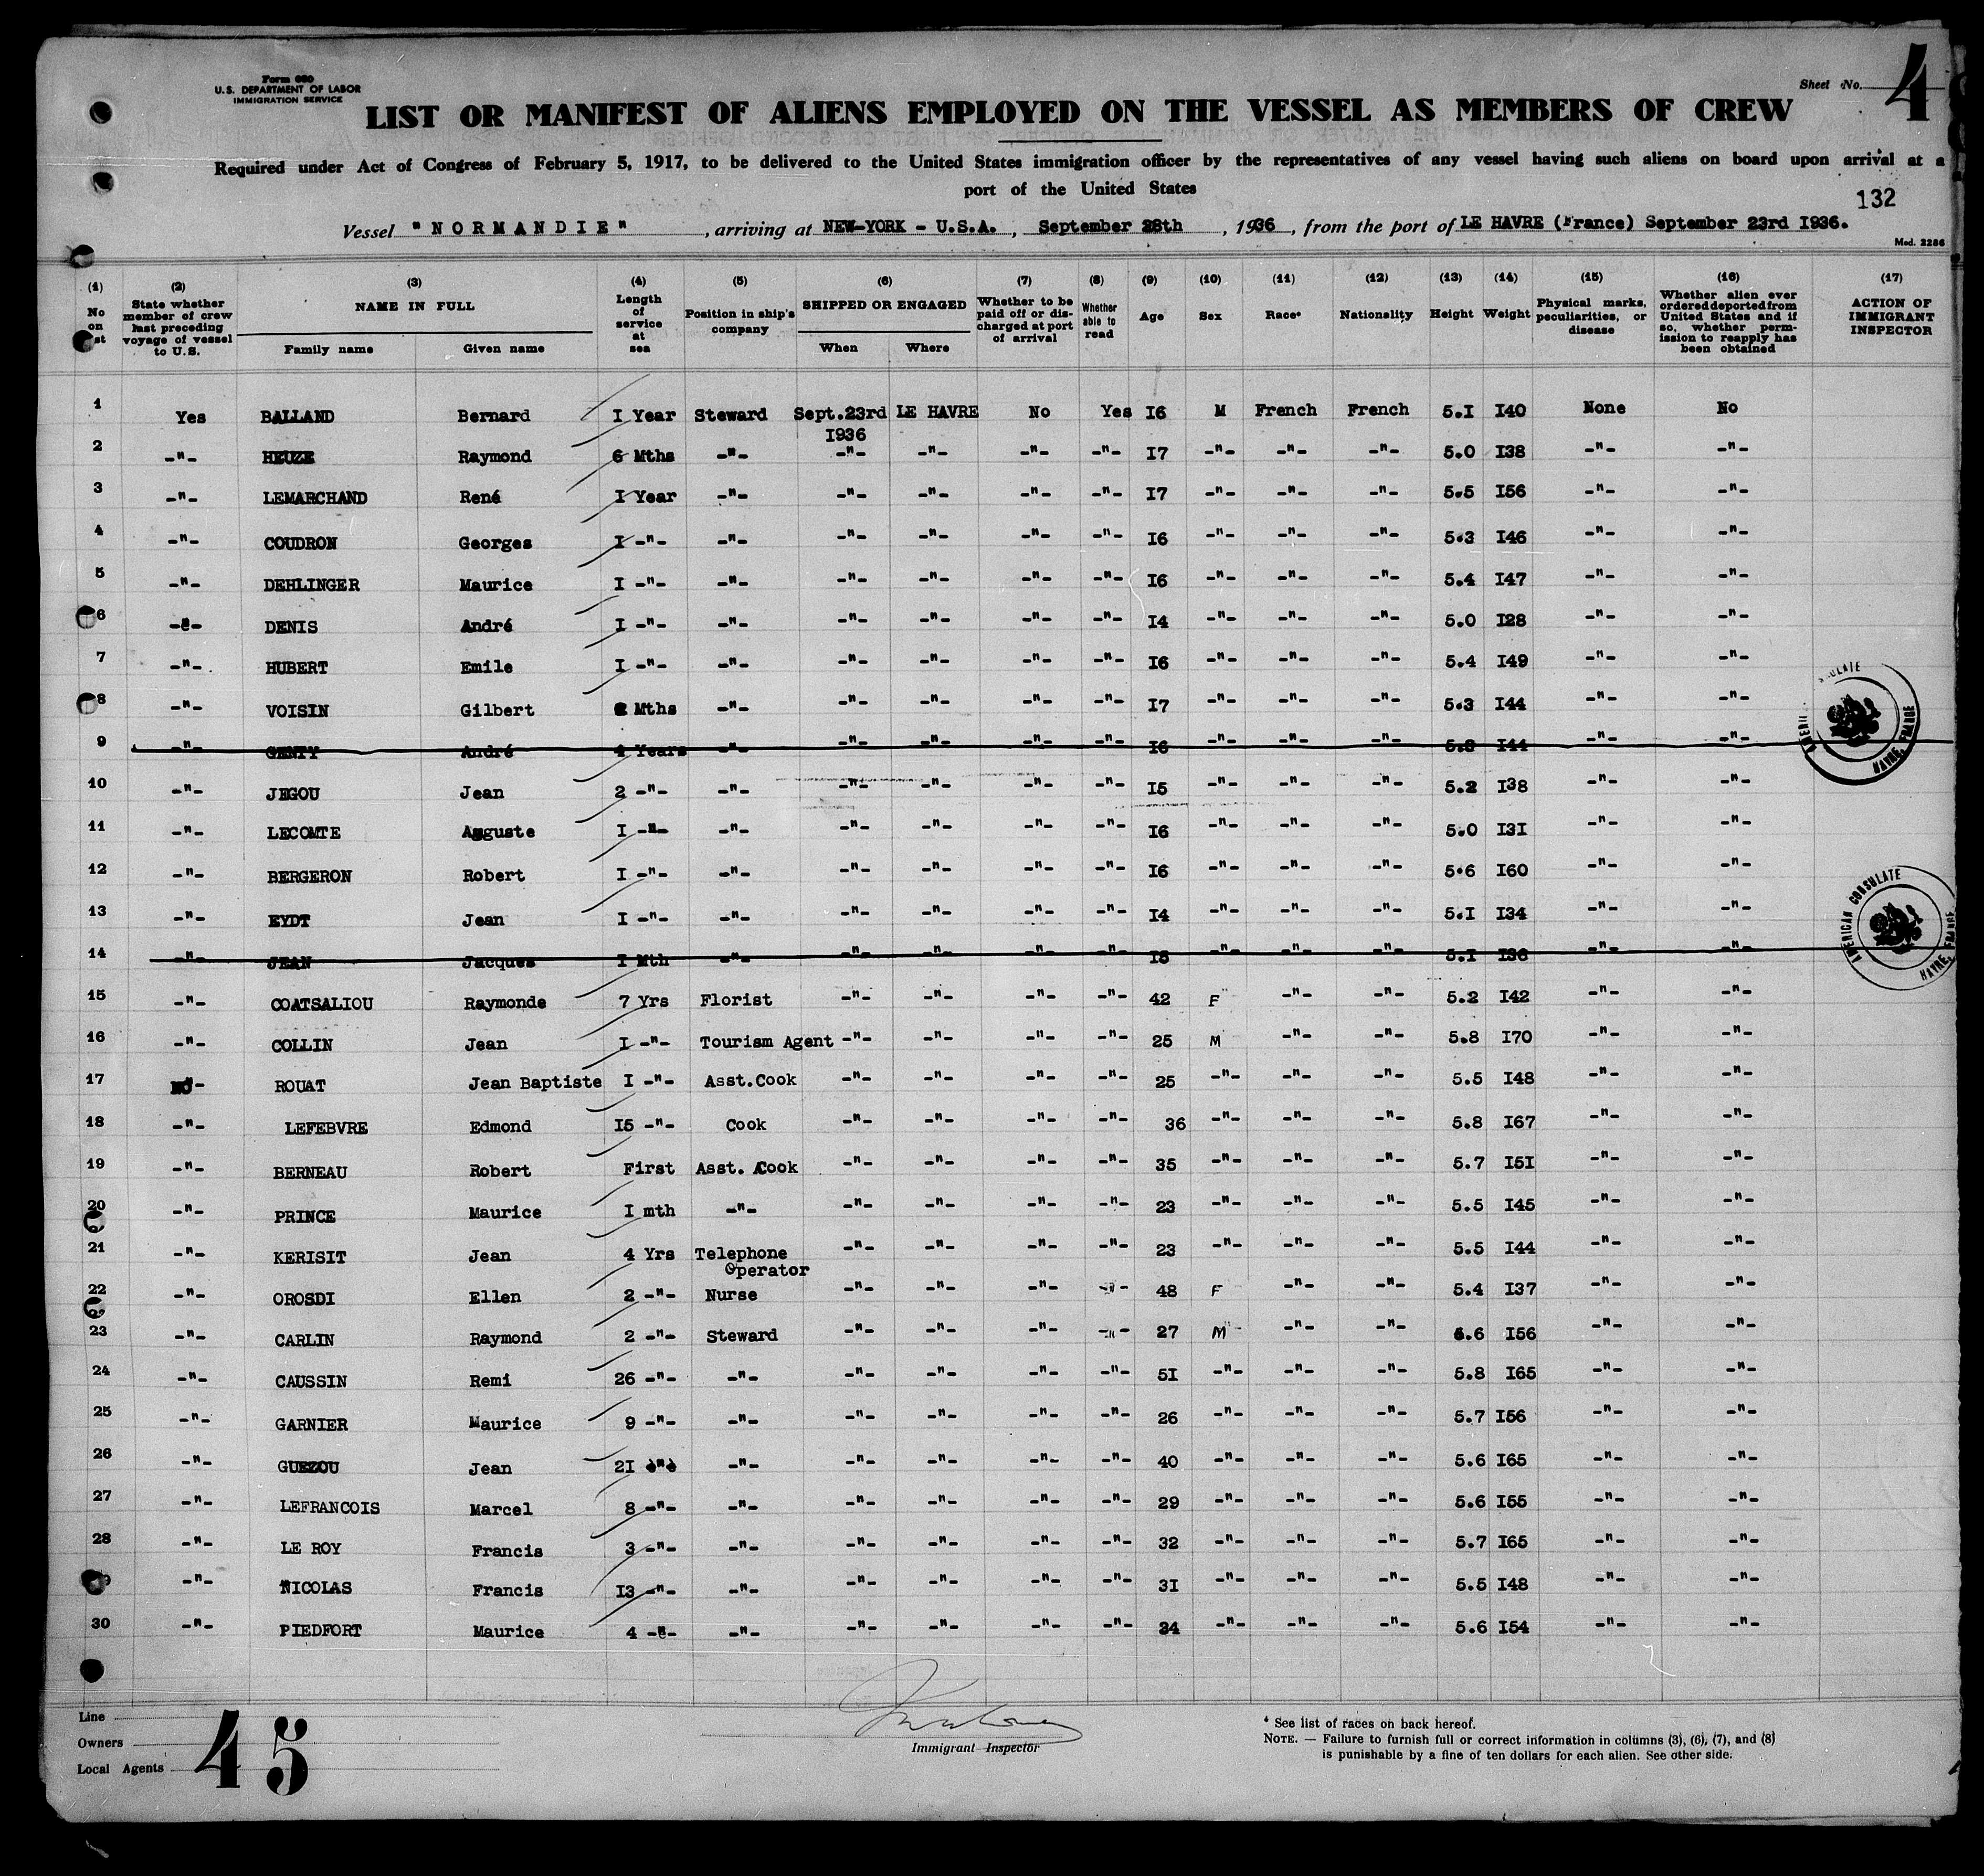 Form 680
U.S. DEPARTMENT OF LABOR
IMMIGRATION SERVICE
Sheet No. 4
LIST OR MANIFEST OF ALIENS EMPLOYED ON THE VESSEL AS MEMBERS OF CREW
Required under Act of Congress of February 5, 1917, to be delivered to the United States immigration officer by the representatives of any vessel having such aliens on board upon arrival at a
port of the United States
132
Vessel "NORMANDIE", arriving at NEW-YORK - U.S.A., September 28th, 1936, from the port of LE HAVRE (France) September 23rd I936.
Mod. 2286
(1) No on
(2) State whether member of crew last preceding voyage of vessel to U.S.
(3) NAME IN FULL Family name Given name
(4) Length of service at sea
(5) Position in ship's company
(6) SHIPPED OR ENGAGED When Where
(7) Whether to be paid off or discharged at port of arrival
(8) Whether able to read
(9) Age
(10) Sex
(11) Race*
(12) Nationality
(13) Height
(14) Weight
(15) Physical marks, peculiarities, or disease
(16) Whether alien ever ordered deported from United States and if so, whether permission to reapply has been obtained
(17) ACTION OF IMMIGRANT INSPECTOR
1 Yes BALLAND Bernard I Year Steward Sept.23rd I936 LE HAVRE No Yes I6 M French French 5.I I40 None No
2 -"- HEUZE Raymond 6 Mths -"- -"- -"- -"- -"- I7 -"- -"- -"- 5.0 I38 -"- -"-
3 -"- LEMARCHAND René I Year -"- -"- -"- -"- -"- I7 -"- -"- -"- 5.5 I56 -"- -"-
4 -"- COUDRON Georges I -"- -"- -"- -"- -"- -"- I6 -"- -"- -"- 5.3 I46 -"- -"-
5 -"- DEHLINGER Maurice I -"- -"- -"- -"- -"- -"- I6 -"- -"- -"- 5.4 I47 -"- -"-
6 -"- DENIS André I -"- -"- -"- -"- -"- -"- I4 -"- -"- -"- 5.0 I28 -"- -"-
7 -"- HUBERT Emile I -"- -"- -"- -"- -"- -"- I6 -"- -"- -"- 5.4 I49 -"- -"-
8 -"- VOISIN Gilbert Mths -"- -"- -"- -"- -"- I7 -"- -"- -"- 5.3 I44 -"- -"-
9 -"- GENTY André 4 Years -"- -"- -"- -"- -"- I6 -"- -"- -"- I44 -"- -"-
10 -"- JEGOU Jean 2 -"- -"- -"- -"- -"- -"- I5 -"- -"- -"- 5.2 I38 -"- -"-
11 -"- LECOMTE Auguste I -"- -"- -"- -"- -"- -"- I6 -"- -"- -"- 5.0 I3I -"- -"-
12 -"- BERGERON Robert I -"- -"- -"- -"- -"- -"- I6 -"- -"- -"- 5.6 I60 -"- -"-
13 -"- EYDT Jean I -"- -"- -"- -"- -"- -"- I4 -"- -"- -"- 5.I I34 -"- -"-
14 -"- JEAN Jacques I Mth -"- -"- -"- -"- -"- -"- -"- -"- 5.I I36 -"- -"-
15 -"- COATSALIOU Raymonde 7 Yrs Florist -"- -"- -"- -"- 42 F -"- -"- 5.2 I42 -"- -"-
16 -"- COLLIN Jean I -"- Tourism Agent -"- -"- -"- -"- 25 M -"- -"- 5.8 I70 -"- -"-
17 ROUAT Jean Baptiste I -"- Asst.Cook -"- -"- -"- -"- 25 -"- -"- -"- 5.5 I48 -"- -"-
18 -"- LEFEBVRE Edmond I5 -"- Cook -"- -"- -"- -"- 36 -"- -"- -"- 5.8 I67 -"- -"-
19 -"- BERNEAU Robert First Asst. Cook -"- -"- -"- -"- 35 -"- -"- -"- 5.7 I5I -"- -"-
20 -"- PRINCE Maurice I mth -"- -"- -"- -"- -"- 23 -"- -"- -"- 5.5 I45 -"- -"-
21 -"- KERISIT Jean 4 Yrs Telephone Operator -"- -"- -"- -"- 23 -"- -"- -"- 5.5 I44 -"- -"-
22 -"- OROSDI Ellen 2 -"- Nurse -"- -"- -"- -"- 48 F -"- -"- 5.4 I37 -"- -"-
23 -"- CARLIN Raymond 2 -"- Steward -"- -"- -"- -"- 27 M -"- -"- 5.6 I56 -"- -"-
24 -"- CAUSSIN Remi 26 -"- -"- -"- -"- -"- -"- 5I -"- -"- -"- 5.8 I65 -"- -"-
25 -"- GARNIER Maurice 9 -"- -"- -"- -"- -"- -"- 26 -"- -"- -"- 5.7 I56 -"- -"-
26 -"- GUEZOU Jean 2I -"- -"- -"- -"- -"- -"- 40 -"- -"- -"- 5.6 I65 -"- -"-
27 -"- LEFRANCOIS Marcel 8 -"- -"- -"- -"- -"- -"- 29 -"- -"- -"- 5.6 I55 -"- -"-
28 -"- LE ROY Francis 3 -"- -"- -"- -"- -"- -"- 32 -"- -"- -"- 5.7 I65 -"- -"-
-"- NICOLAS Francis I3 -"- -"- -"- -"- -"- -"- 3I -"- -"- -"- 5.5 I48 -"- -"-
30 -"- PIEDFORT Maurice 4 -"- -"- -"- -"- -"- -"- 34 -"- -"- -"- 5.6 I54 -"- -"-
AMERICAN CONSULATE
HAVRE, FRANCE
Line
Owners
Local Agents
45
Immigrant Inspector
* See list of races on back hereof.
NOTE. — Failure to furnish full or correct information in columns (3), (6), (7), and (8)
is punishable by a fine of ten dollars for each alien. See other side.